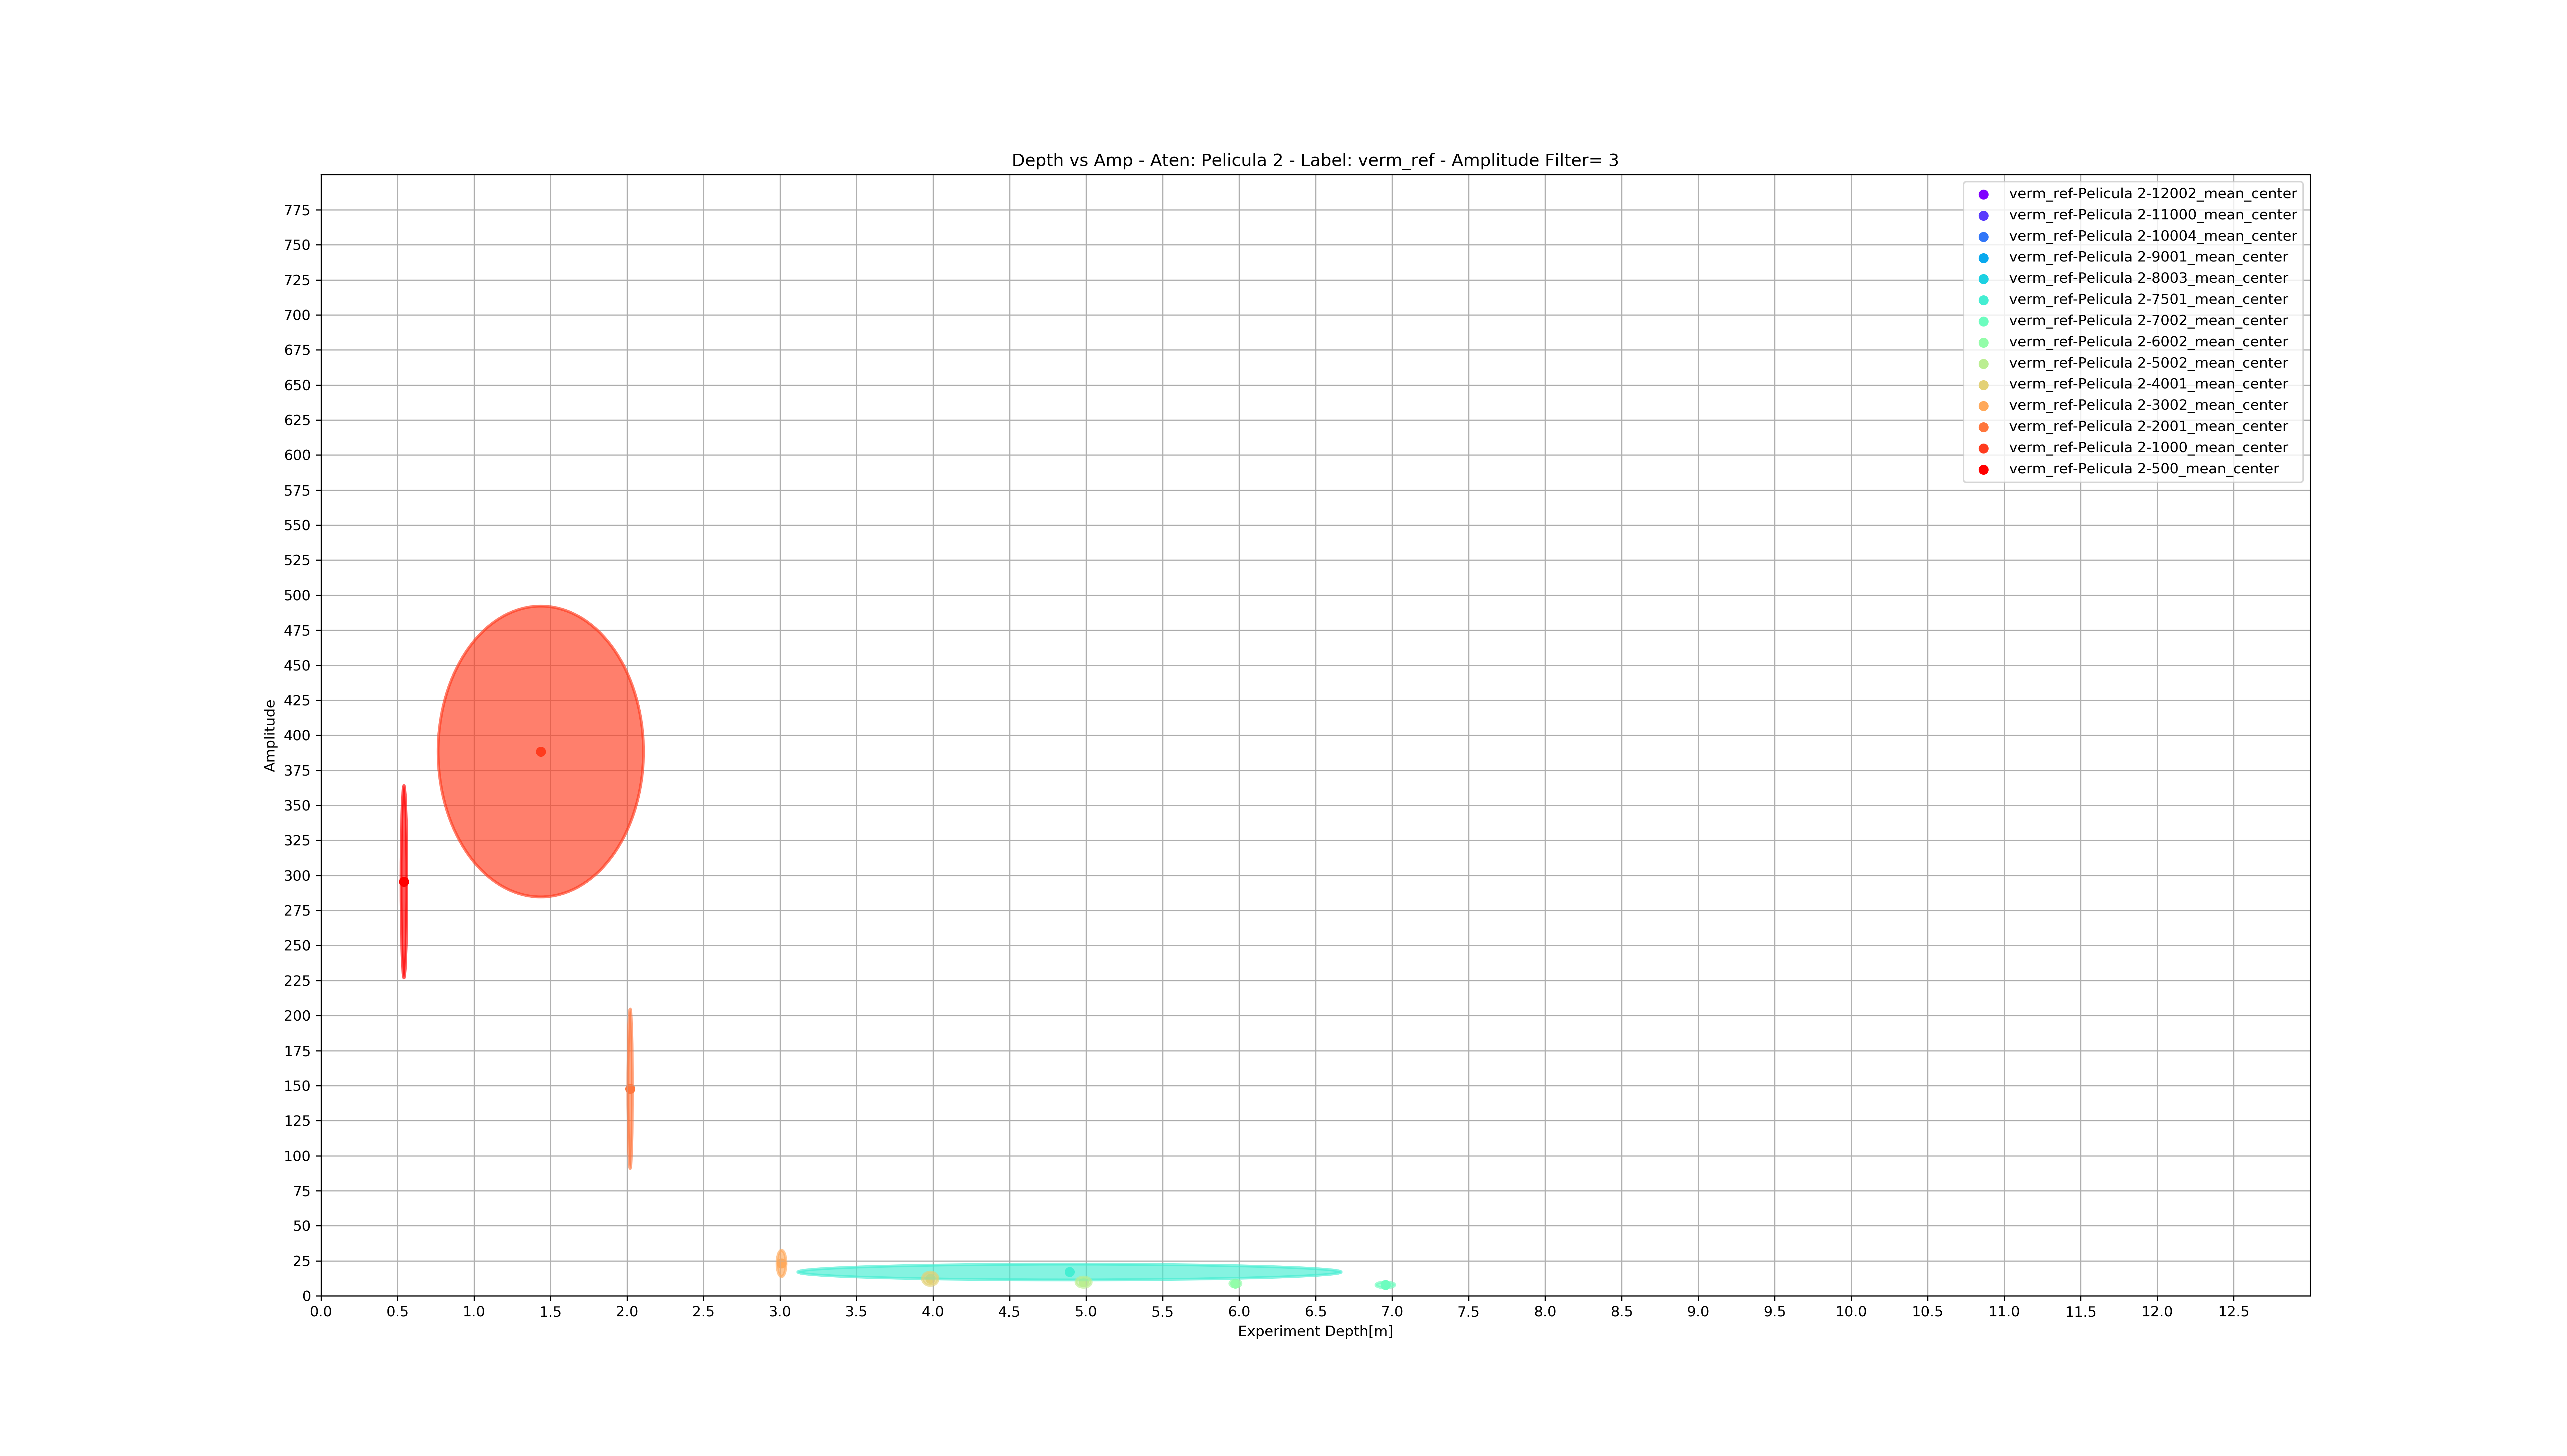 Depth vs Amp - Aten: Pelicula 2 - Label: verm_ref - Amplitude Filter= 3
verm_ref-Pelicula 2-12002_mean_center
verm_ref-Pelicula 2-11000_mean_center
verm_ref-Pelicula 2-10004_mean_center
verm_ref-Pelicula 2-9001_mean_center
verm_ref-Pelicula 2-8003_mean_center
verm_ref-Pelicula 2-7501_mean_center
verm_ref-Pelicula 2-7002_mean_center
verm_ref-Pelicula 2-6002_mean_center
verm_ref-Pelicula 2-5002_mean_center
verm_ref-Pelicula 2-4001_mean_center
verm_ref-Pelicula 2-3002_mean_center
verm_ref-Pelicula 2-2001_mean_center
verm_ref-Pelicula 2-1000_mean_center
verm_ref-Pelicula 2-500_mean_center
775
750
725
700
675
650
625
600
575
550
525
500
475
450
425
400
375
350
325
300
275
250
225
200
175
150
125
100
75
50
25
0
Amplitude
0.0 0.5 1.0 1.5 2.0 2.5 3.0 3.5 4.0 4.5 5.0 5.5 6.0 6.5 7.0 7.5 8.0 8.5 9.0 9.5 10.0 10.5 11.0 11.5 12.0 12.5
Experiment Depth[m]